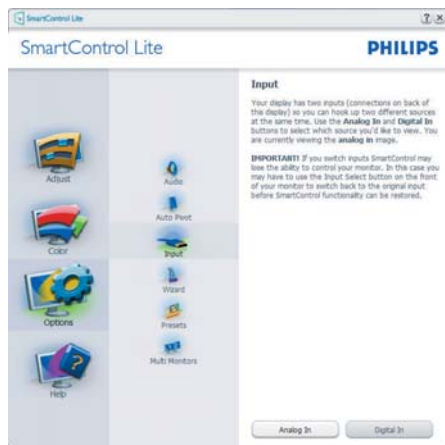 SmartControl Lite
SmartControl Lite
PHILIPS
Adjust
Color
Options
Help
Audio
Auto Pivot
Input
Wizard
Presets
Multi Monitors
Input
Your display has two inputs (connections on back of
the display) so you can hook up two different sources
at the same time. Use the Analog In and Digital In
buttons to select which source you'd like to view. You
are currently viewing the analog in image.
IMPORTANT! If you switch inputs SmartControl may
lose the ability to control your monitor. In this case you
may have to use the Input Select button on the front
of your monitor to switch back to the original input
before SmartControl functionality can be restored.
Analog In
Digital In